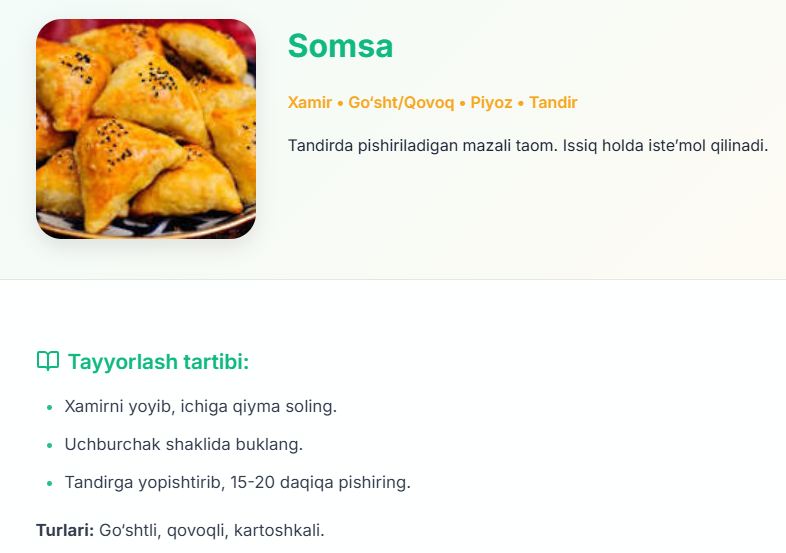 Somsa
Xamir • Go‘sht/Qovoq • Piyoz • Tandir
Tandirda pishiriladigan mazali taom. Issiq holda iste’mol qilinadi.
Tayyorlash tartibi:
• Xamirni yoyib, ichiga qiyma soling.
• Uchburchak shaklida buklang.
• Tandirga yopishtirib, 15-20 daqiqa pishiring.
Turlari: Go‘shtli, qovoqli, kartoshkali.